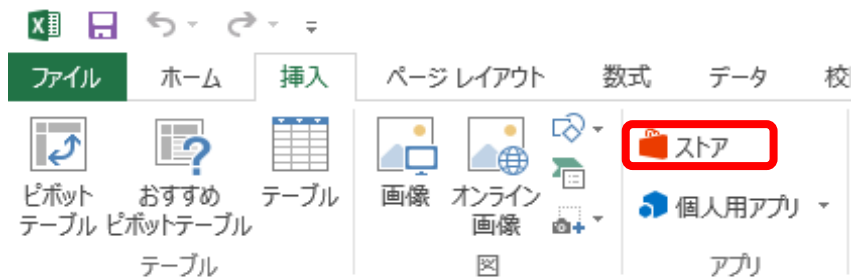 ファイル ホーム 挿入 ページ レイアウト 数式 データ 校
ピボット
テーブル
おすすめ
ピボットテーブル
テーブル
画像
オンライン
画像
ストア
個人用アプリ
テーブル 図 アプリ